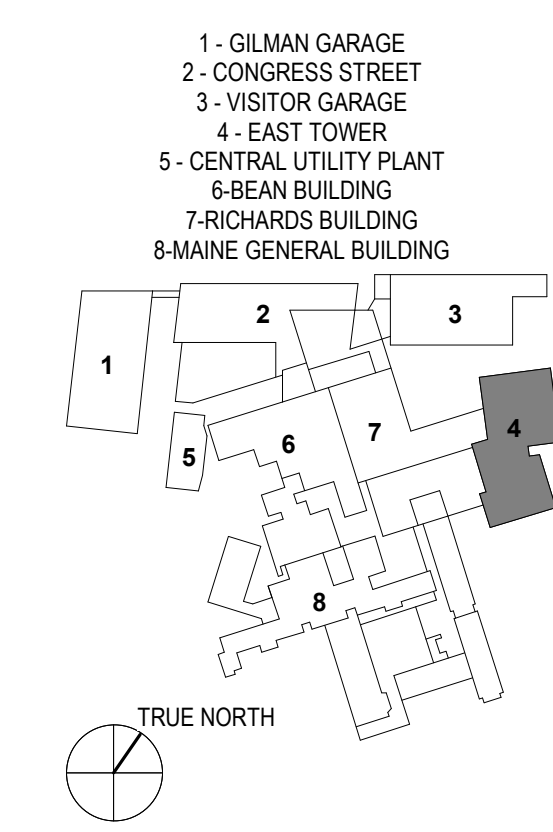 1 - GILMAN GARAGE
2 - CONGRESS STREET
3 - VISITOR GARAGE
4 - EAST TOWER
5 - CENTRAL UTILITY PLANT
6-BEAN BUILDING
7-RICHARDS BUILDING
8-MAINE GENERAL BUILDING
2
3
1
4
7
6
5
8
TRUE NORTH